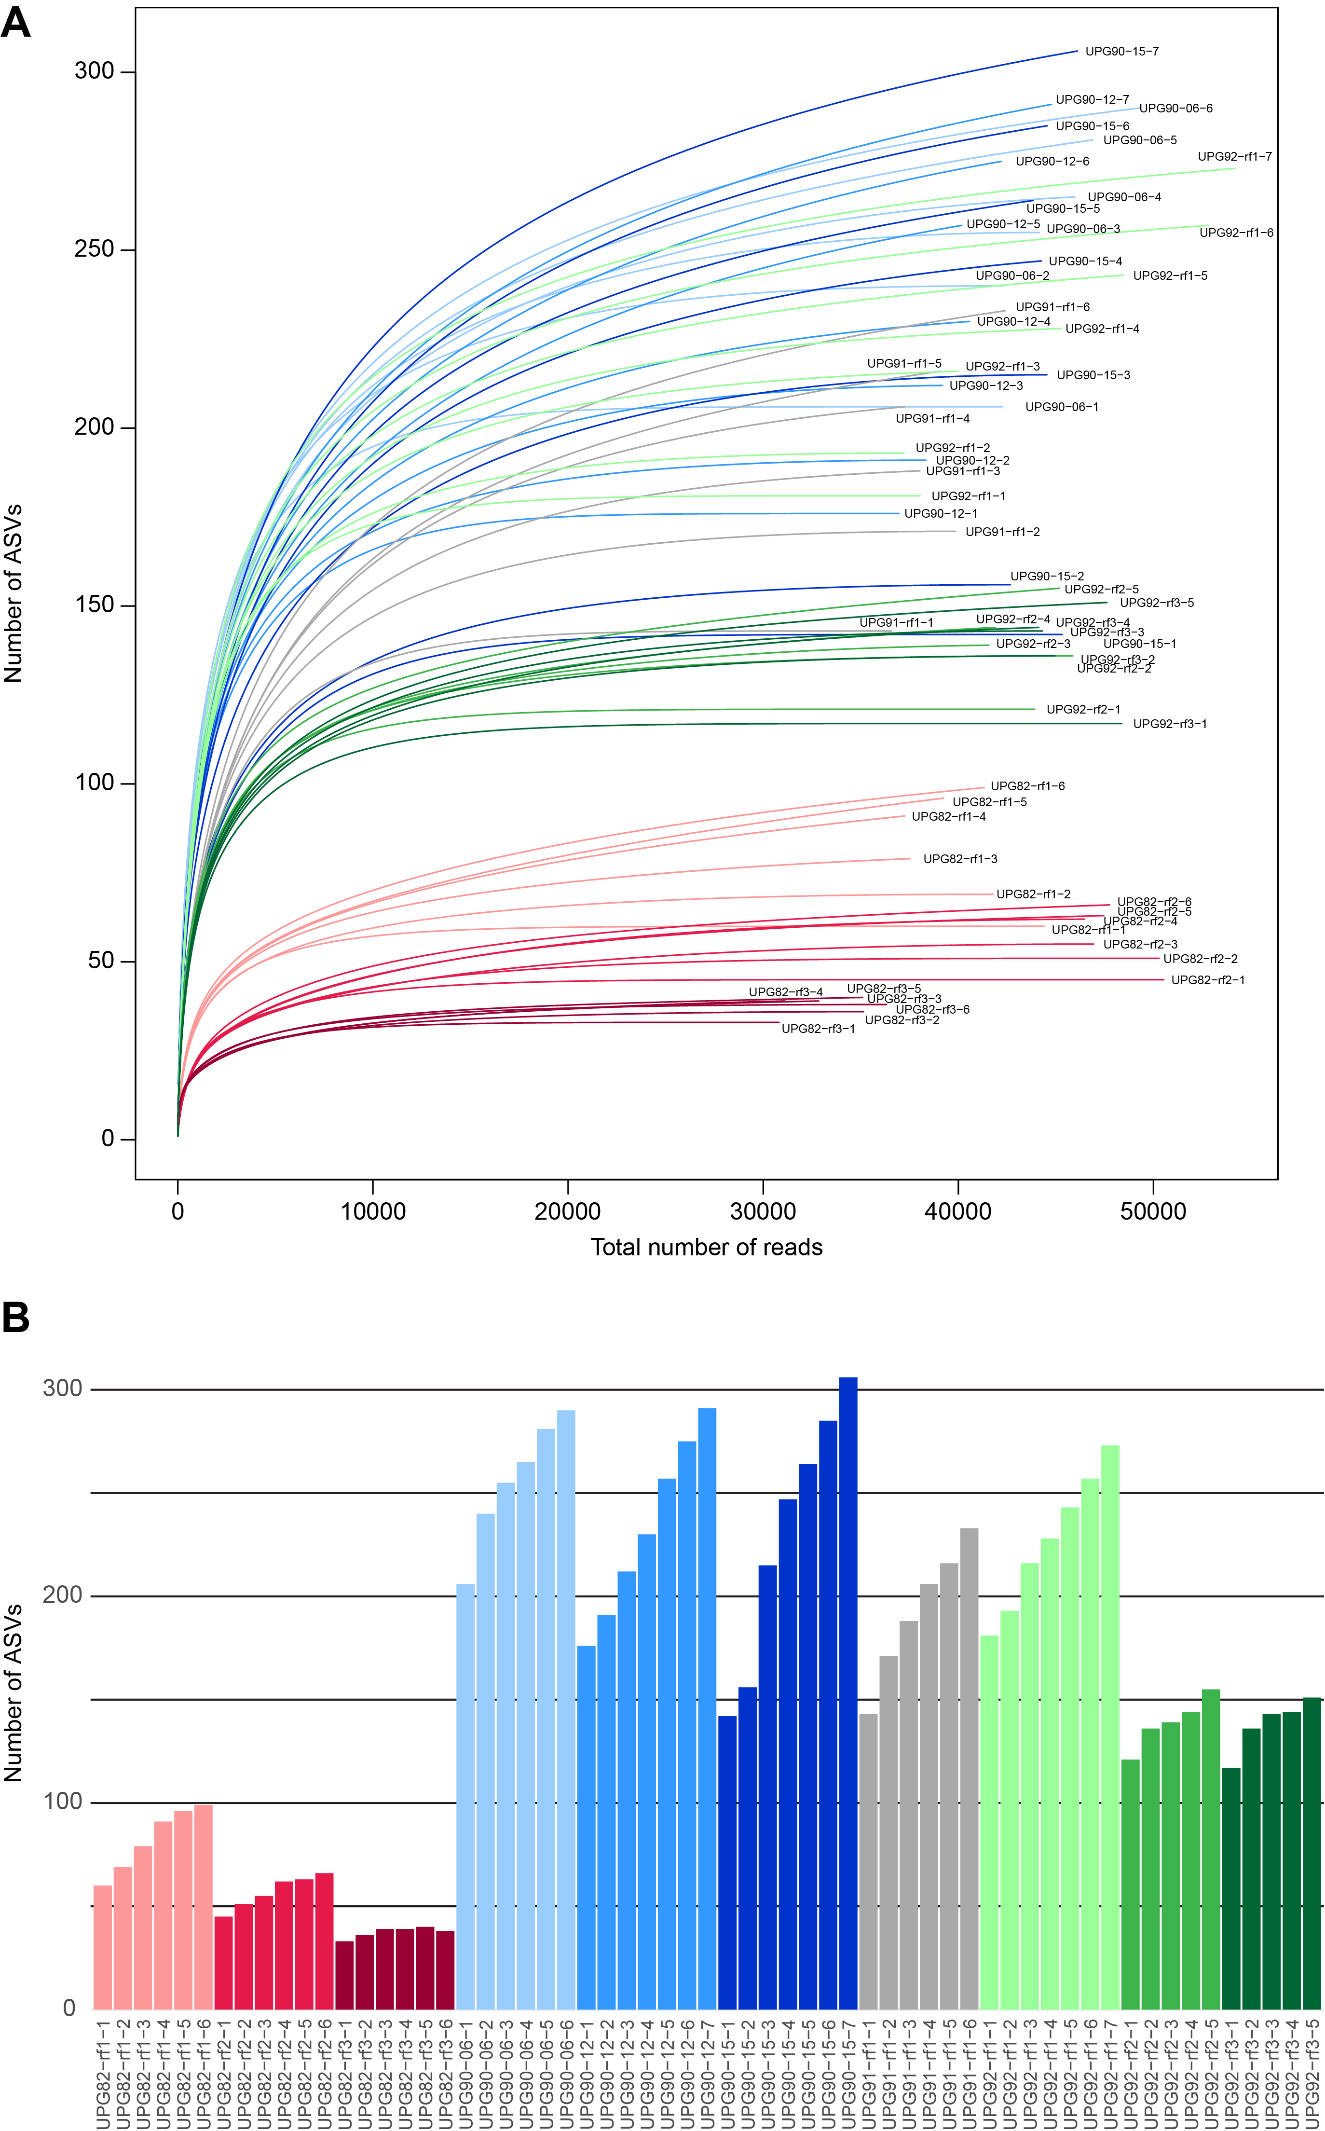 A
300
250
200
150
100
50
0
Number of ASVs
UPG90-15-7
UPG90-12-7
UPG90-06-6
UPG90-15-6
UPG90-06-5
UPG92-rf1-7
UPG90-12-6
UPG90-06-4
UPG90-15-5
UPG90-12-5
UPG90-06-3
UPG92-rf1-6
UPG90-15-4
UPG90-06-2
UPG92-rf1-5
UPG91-rf1-6
UPG90-12-4
UPG92-rf1-4
UPG91-rf1-5
UPG92-rf1-3
UPG90-15-3
UPG90-12-3
UPG90-06-1
UPG91-rf1-4
UPG92-rf1-2
UPG90-12-2
UPG91-rf1-3
UPG92-rf1-1
UPG90-12-1
UPG91-rf1-2
UPG90-15-2
UPG92-rf2-5
UPG92-rf3-5
UPG91-rf1-1
UPG92-rf2-4
UPG92-rf3-4
UPG92-rf3-3
UPG92-rf2-3
UPG90-15-1
UPG92-rf3-2
UPG92-rf2-2
UPG92-rf2-1
UPG92-rf3-1
UPG82-rf1-6
UPG82-rf1-5
UPG82-rf1-4
UPG82-rf1-3
UPG82-rf1-2
UPG82-rf2-6
UPG82-rf2-5
UPG82-rf2-4
UPG82-rf1-1
UPG82-rf2-3
UPG82-rf2-2
UPG82-rf2-1
UPG82-rf3-4
UPG82-rf3-5
UPG82-rf3-3
UPG82-rf3-6
UPG82-rf3-2
UPG82-rf3-1
0 10000 20000 30000 40000 50000
Total number of reads
B
300
200
100
0
Number of ASVs
UPG82-rf1-1
UPG82-rf1-2
UPG82-rf1-3
UPG82-rf1-4
UPG82-rf1-5
UPG82-rf1-6
UPG82-rf2-1
UPG82-rf2-2
UPG82-rf2-3
UPG82-rf2-4
UPG82-rf2-5
UPG82-rf2-6
UPG82-rf3-1
UPG82-rf3-2
UPG82-rf3-3
UPG82-rf3-4
UPG82-rf3-5
UPG82-rf3-6
UPG90-06-1
UPG90-06-2
UPG90-06-3
UPG90-06-4
UPG90-06-5
UPG90-06-6
UPG90-12-1
UPG90-12-2
UPG90-12-3
UPG90-12-4
UPG90-12-5
UPG90-12-6
UPG90-12-7
UPG90-15-1
UPG90-15-2
UPG90-15-3
UPG90-15-4
UPG90-15-5
UPG90-15-6
UPG90-15-7
UPG91-rf1-1
UPG91-rf1-2
UPG91-rf1-3
UPG91-rf1-4
UPG91-rf1-5
UPG91-rf1-6
UPG92-rf1-1
UPG92-rf1-2
UPG92-rf1-3
UPG92-rf1-4
UPG92-rf1-5
UPG92-rf1-6
UPG92-rf1-7
UPG92-rf2-1
UPG92-rf2-2
UPG92-rf2-3
UPG92-rf2-4
UPG92-rf2-5
UPG92-rf3-1
UPG92-rf3-2
UPG92-rf3-3
UPG92-rf3-4
UPG92-rf3-5